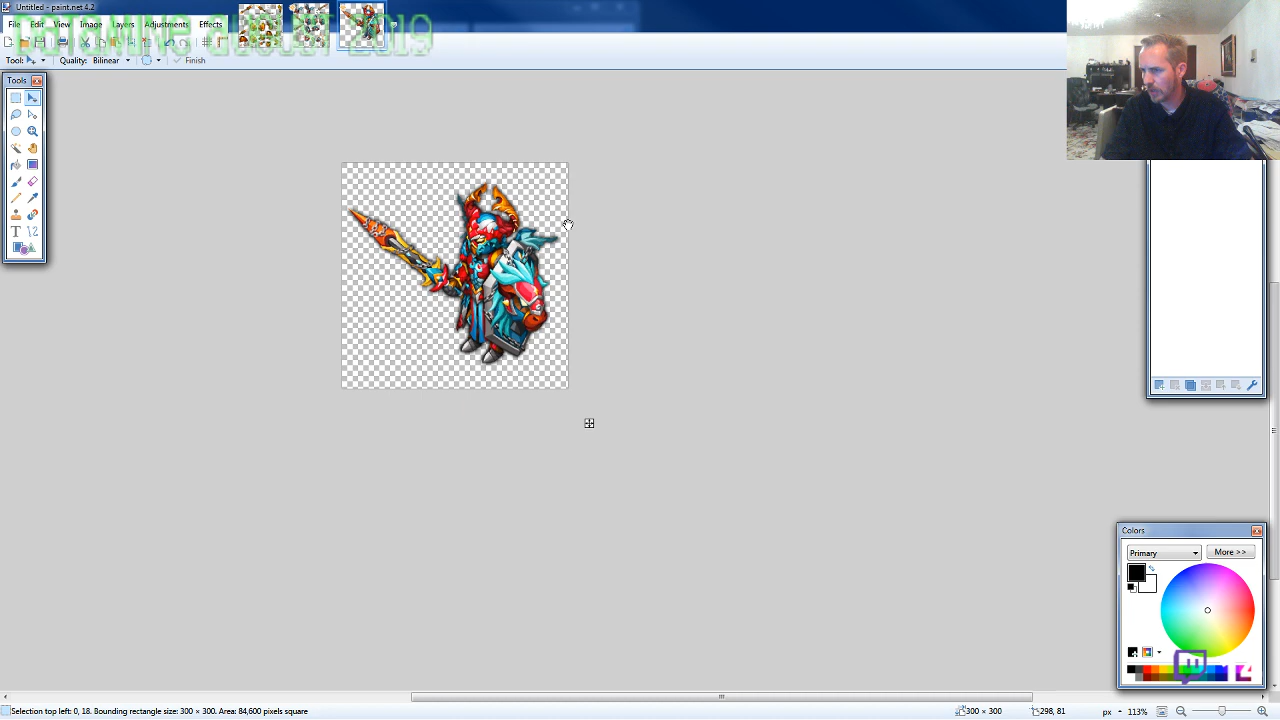 Untitled - paint.net 4.2
File Edit View Image Layers Adjustments Effects
Tool: Quality: Bilinear Finish
Tools
T
Colors
Primary More >>
Selection top left: 0, 18. Bounding rectangle size: 300 × 300. Area: 84,600 pixels square 300 × 300 298, 81 px 113%